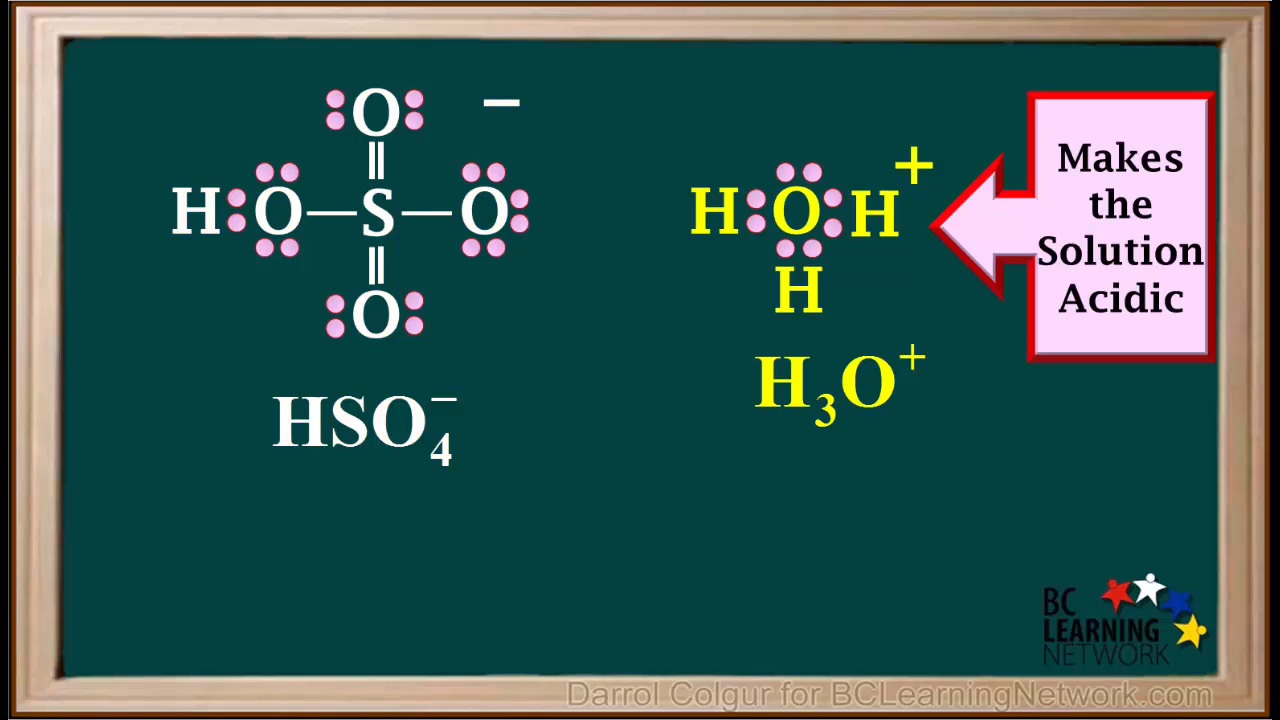 O
H O S O
O
−
HSO₄⁻
H O H +
H
H₃O⁺
Makes
the
Solution
Acidic
BC
LEARNING
NETWORK
Darrol Colgur for BCLearningNetwork.com